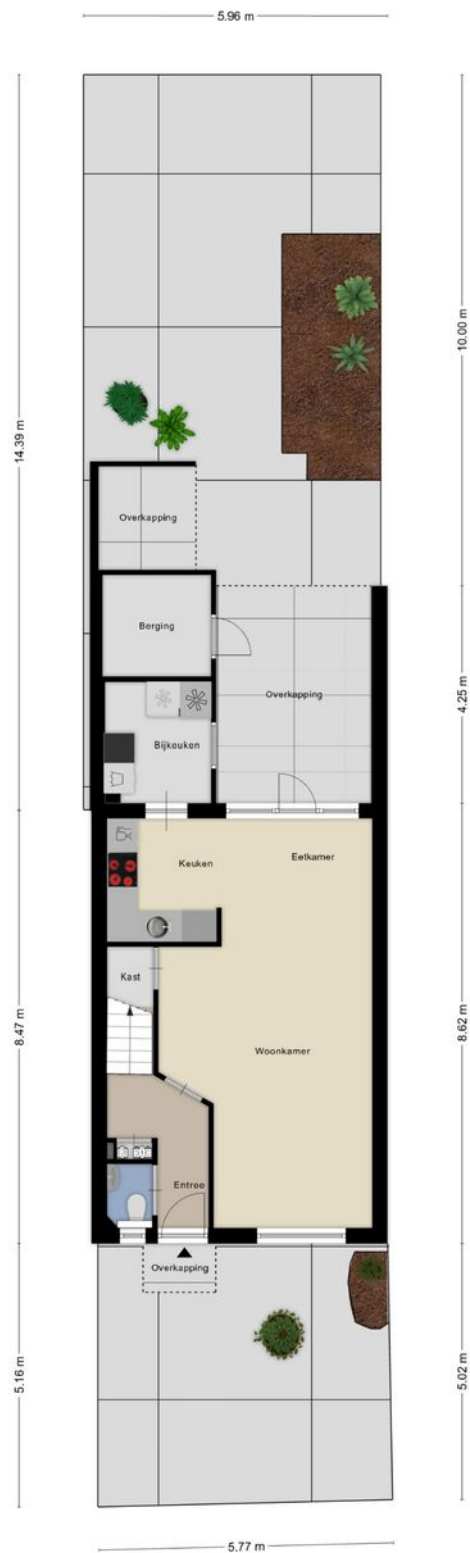 5.96 m
14.39 m
10.00 m
Overkapping
Berging
Overkapping
4.25 m
Bijkeuken
Keuken
Eetkamer
Kast
8.47 m
8.62 m
Woonkamer
Entree
Overkapping
5.16 m
5.02 m
5.77 m